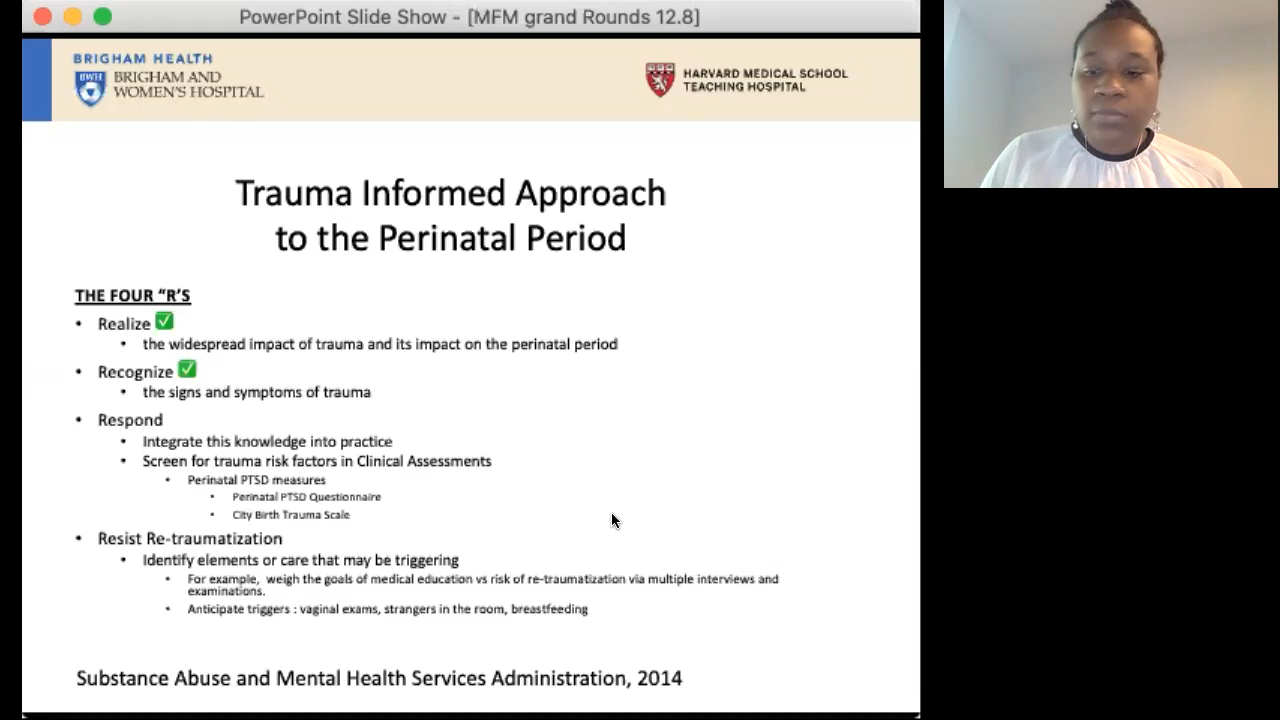 PowerPoint Slide Show - [MFM grand Rounds 12.8]
BRIGHAM HEALTH
BWH
BRIGHAM AND
WOMEN'S HOSPITAL
HARVARD MEDICAL SCHOOL
TEACHING HOSPITAL
Trauma Informed Approach
to the Perinatal Period
THE FOUR "R'S
• Realize ✅
• the widespread impact of trauma and its impact on the perinatal period
• Recognize ✅
• the signs and symptoms of trauma
• Respond
• Integrate this knowledge into practice
• Screen for trauma risk factors in Clinical Assessments
• Perinatal PTSD measures
• Perinatal PTSD Questionnaire
• City Birth Trauma Scale
• Resist Re-traumatization
• Identify elements or care that may be triggering
• For example, weigh the goals of medical education vs risk of re-traumatization via multiple interviews and
examinations.
• Anticipate triggers : vaginal exams, strangers in the room, breastfeeding
Substance Abuse and Mental Health Services Administration, 2014